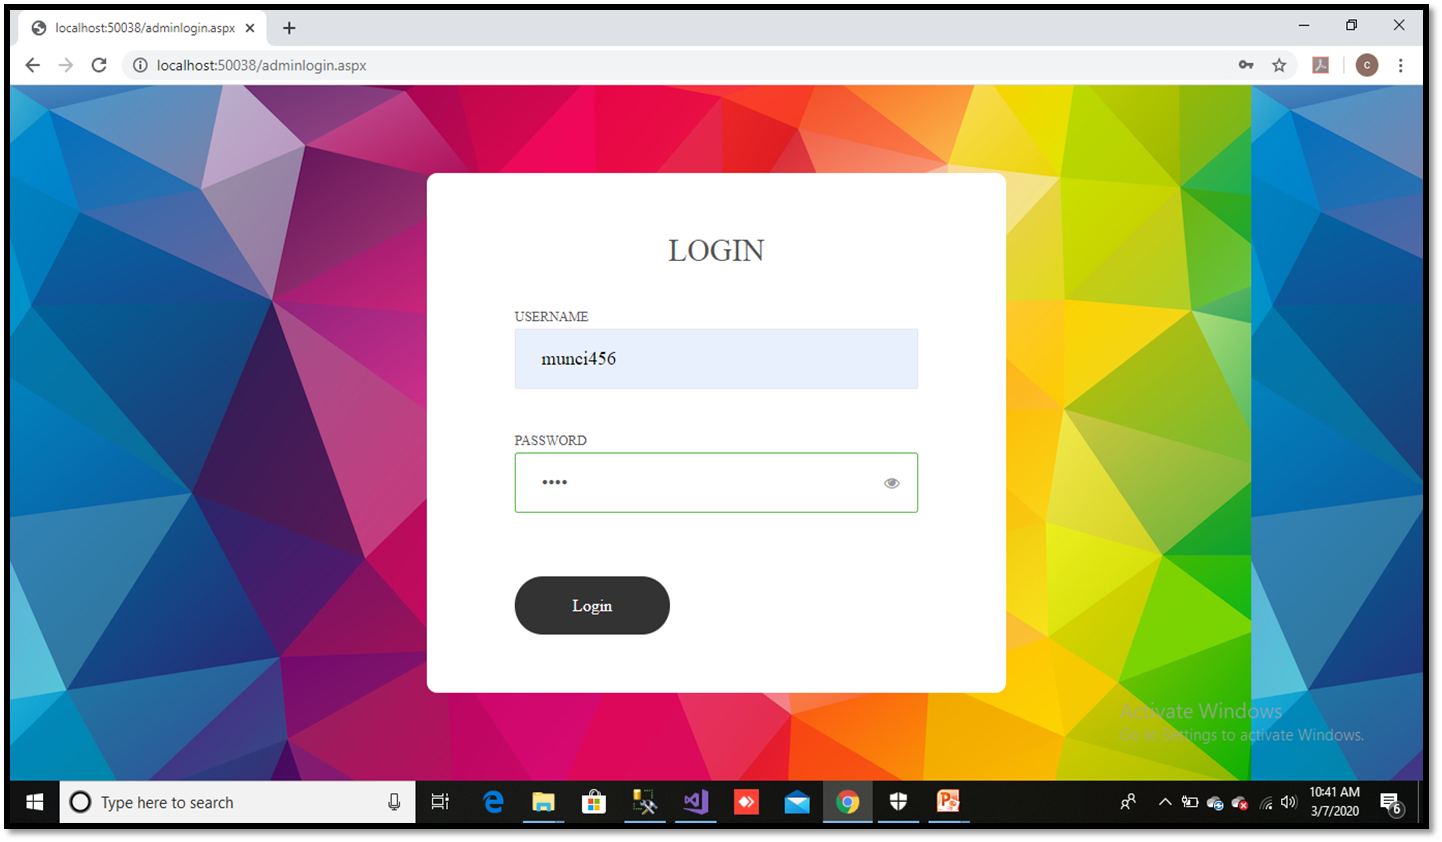 localhost:50038/adminlogin.aspx
localhost:50038/adminlogin.aspx
c
LOGIN
USERNAME
munci456
PASSWORD
••••
Login
Activate Windows
Go to Settings to activate Windows.
Type here to search
10:41 AM
3/7/2020
6